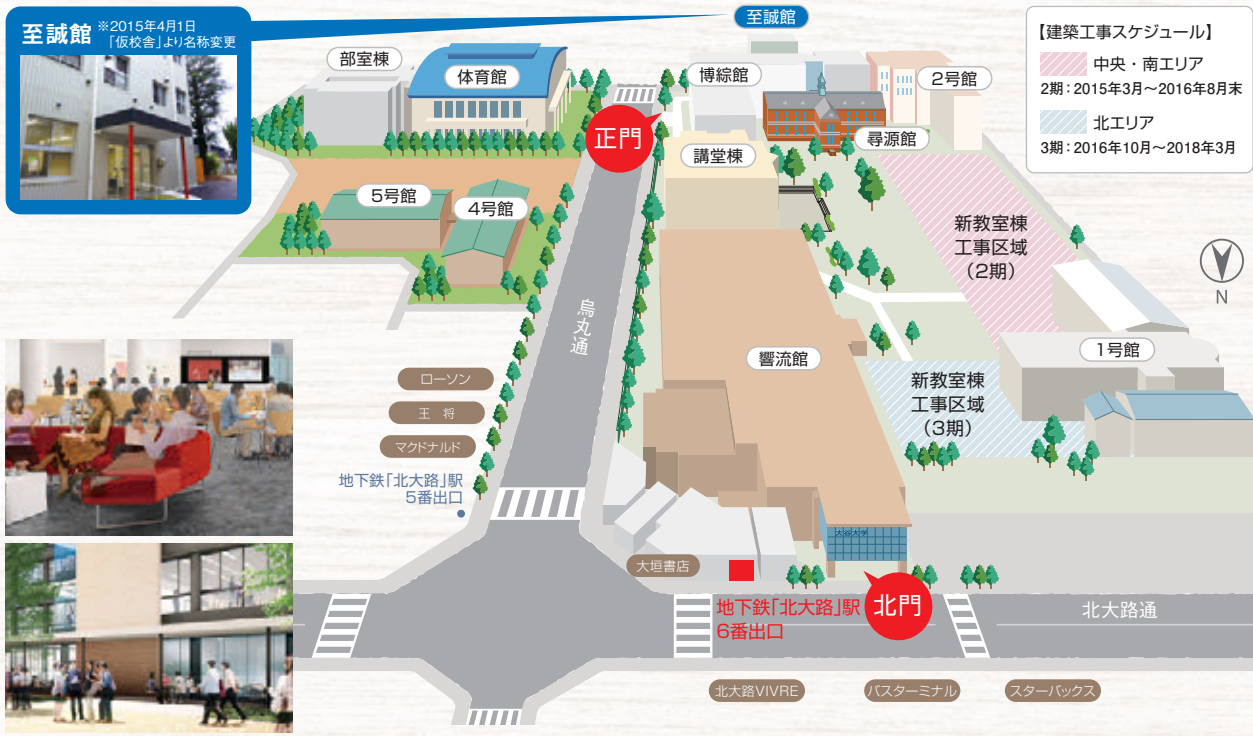 至誠館 ※2015年4月1日
「仮校舎」より名称変更
至誠館
【建築工事スケジュール】
中央・南エリア
2期：2015年3月～2016年8月末
北エリア
3期：2016年10月～2018年3月
部室棟
体育館
博綜館
2号館
正門
講堂棟
尋源館
5号館
4号館
新教室棟
工事区域
（2期）
N
烏丸通
響流館
1号館
新教室棟
工事区域
（3期）
ローソン
王 将
マクドナルド
地下鉄「北大路」駅
5番出口
大谷大学
大垣書店
地下鉄「北大路」駅
6番出口
北門
北大路通
北大路VIVRE
バスターミナル
スターバックス